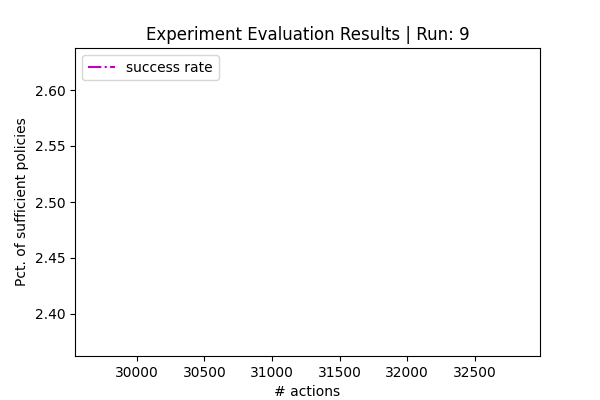 Experiment Evaluation Results | Run: 9
success rate
Pct. of sufficient policies
2.60
2.55
2.50
2.45
2.40
30000 30500 31000 31500 32000 32500
# actions